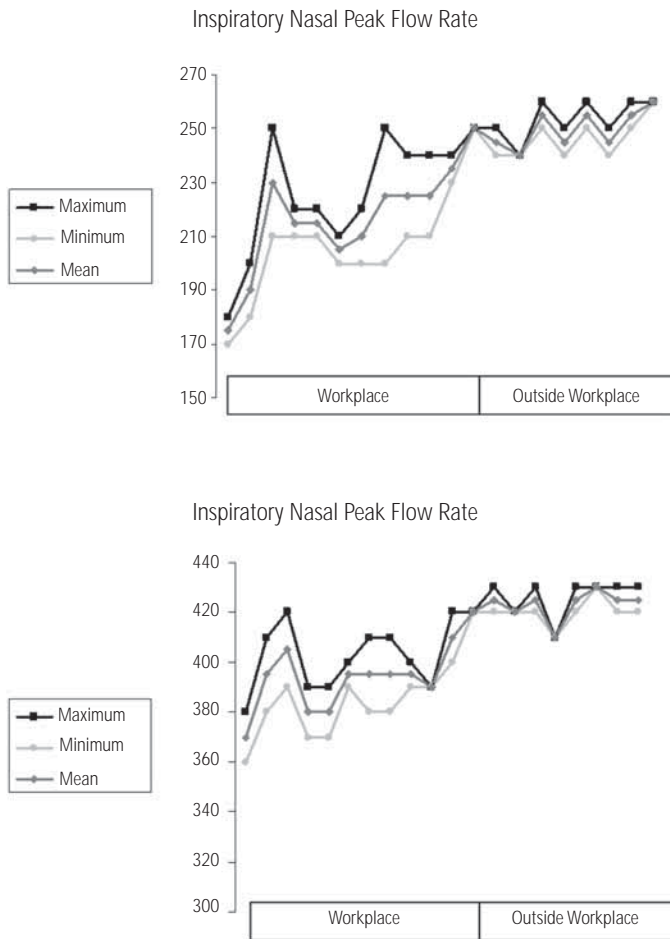 Inspiratory Nasal Peak Flow Rate
270
250
230
210
190
170
150
Maximum
Minimum
Mean
Workplace
Outside Workplace
Inspiratory Nasal Peak Flow Rate
440
420
400
380
360
340
320
300
Maximum
Minimum
Mean
Workplace
Outside Workplace